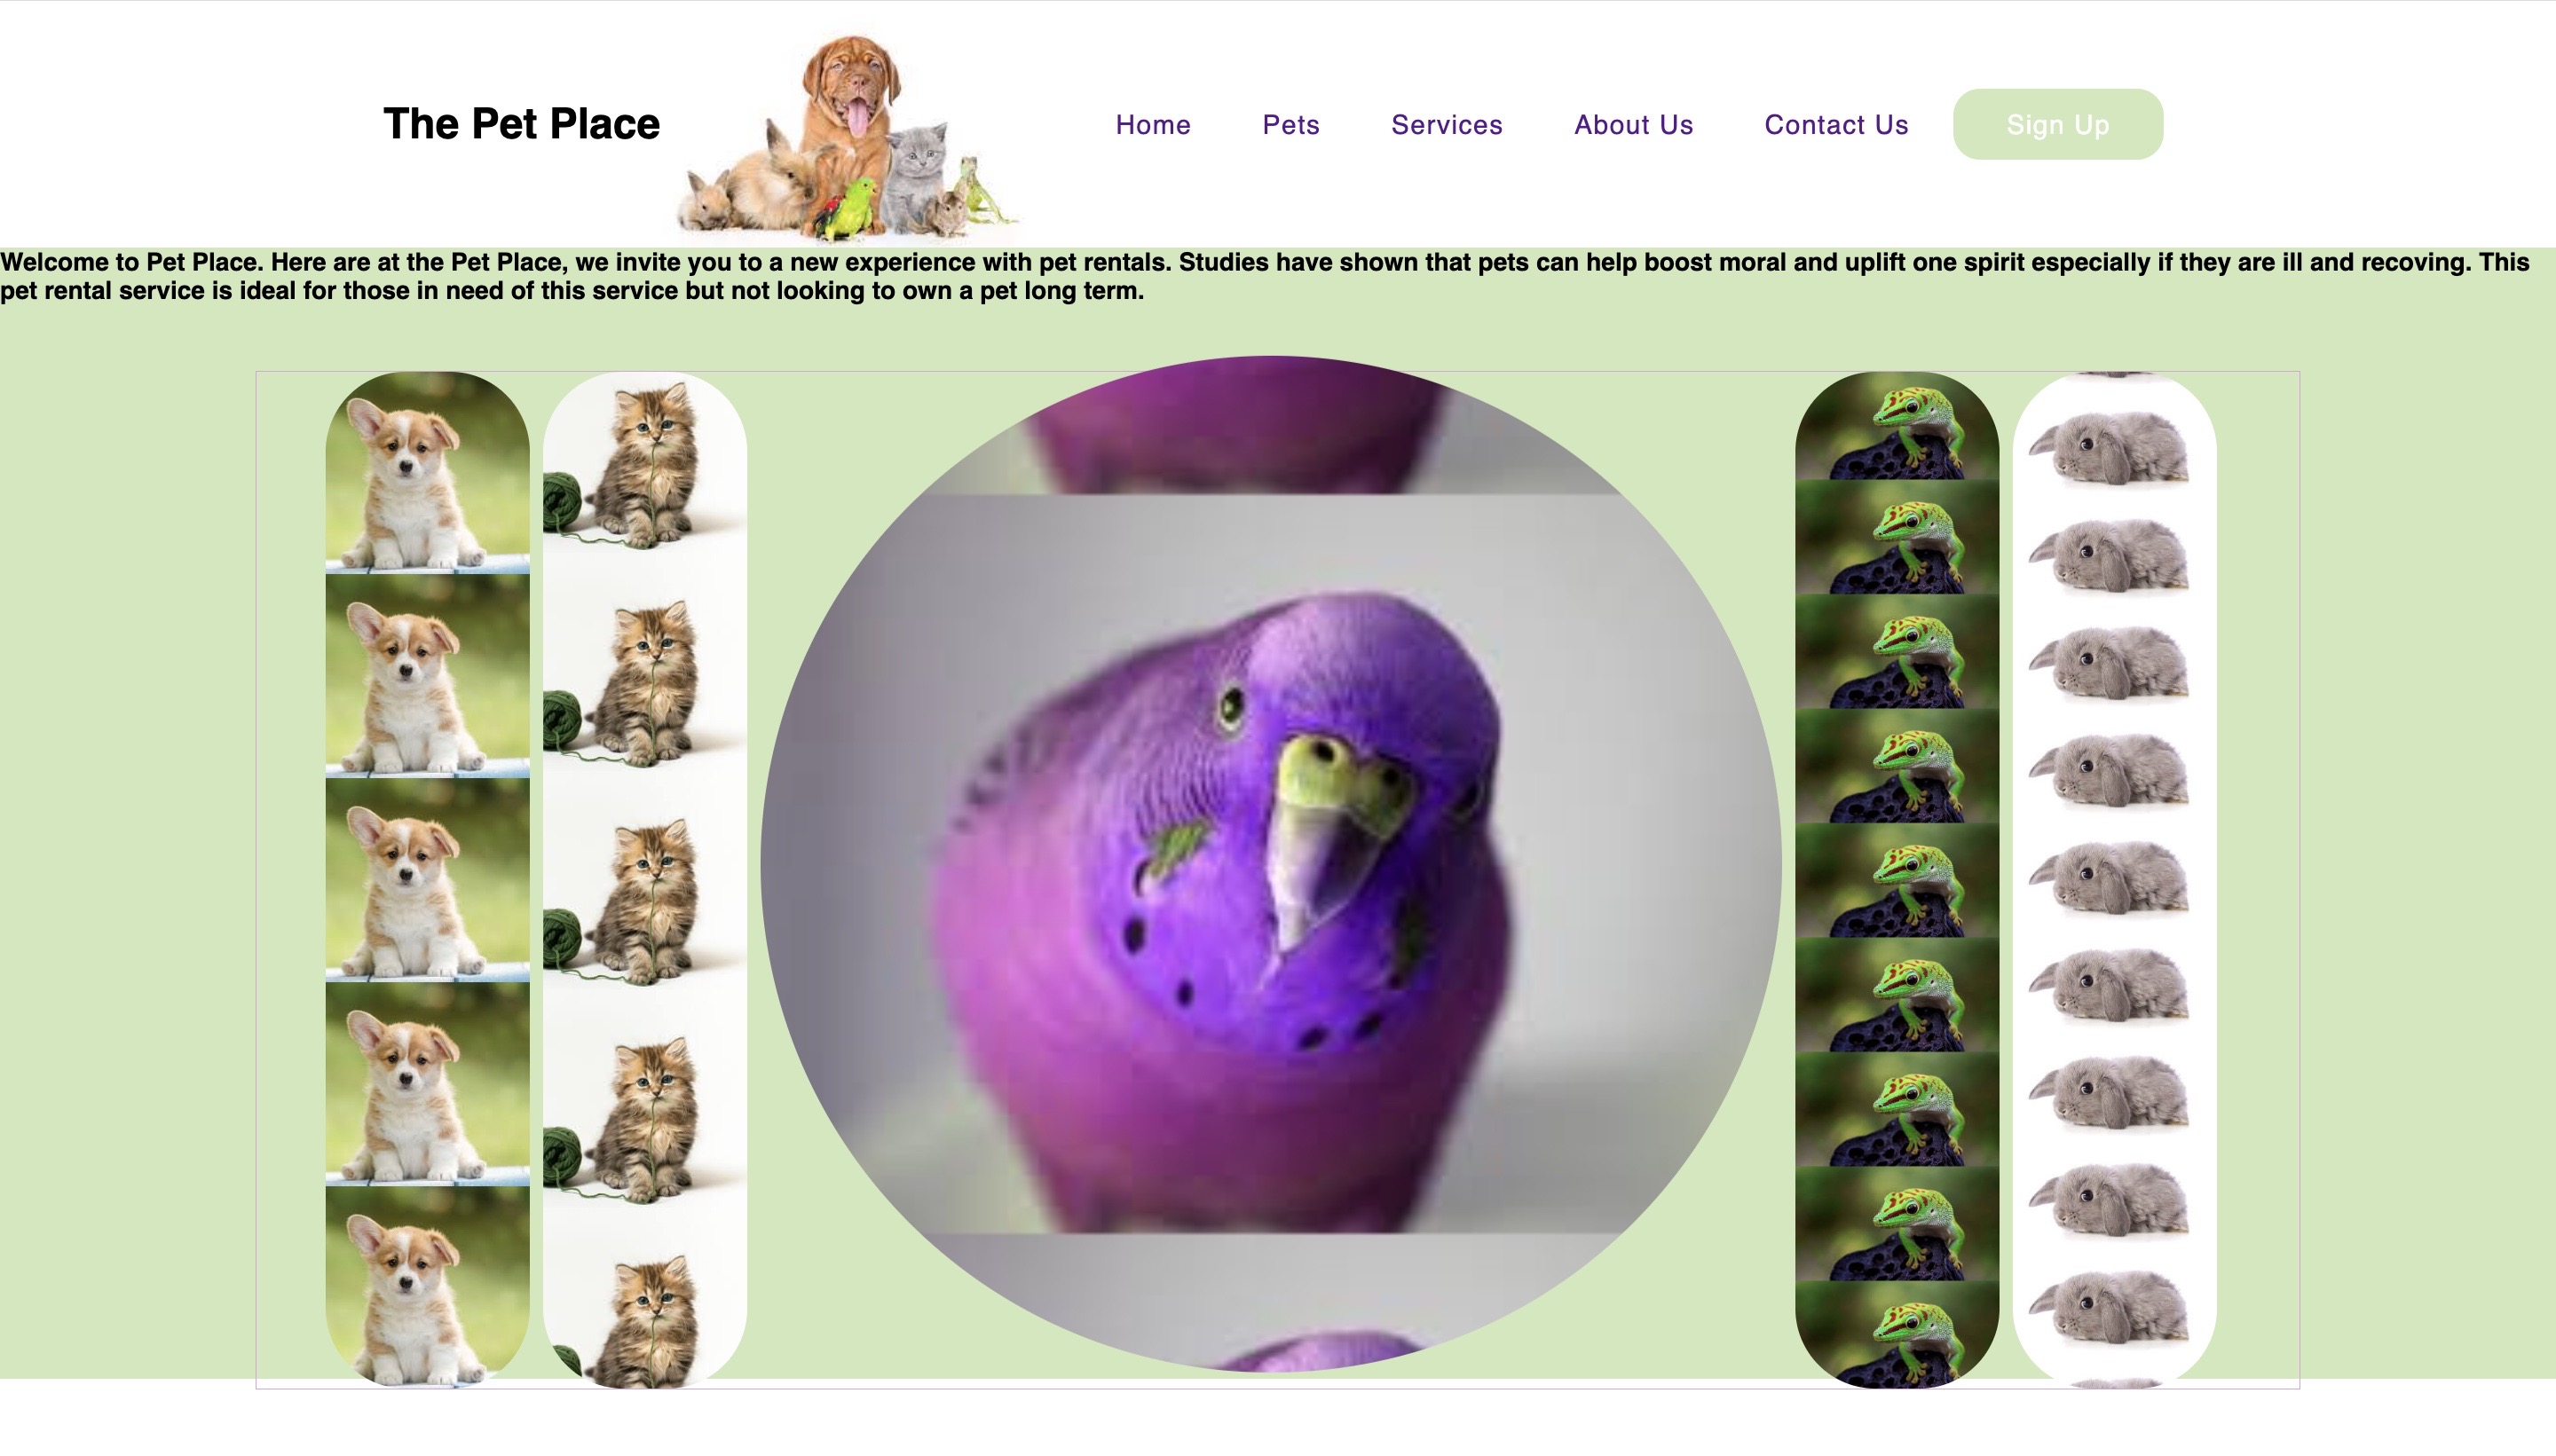 The Pet Place
Home Pets Services About Us Contact Us Sign Up
Welcome to Pet Place. Here are at the Pet Place, we invite you to a new experience with pet rentals. Studies have shown that pets can help boost moral and uplift one spirit especially if they are ill and recoving. This
pet rental service is ideal for those in need of this service but not looking to own a pet long term.